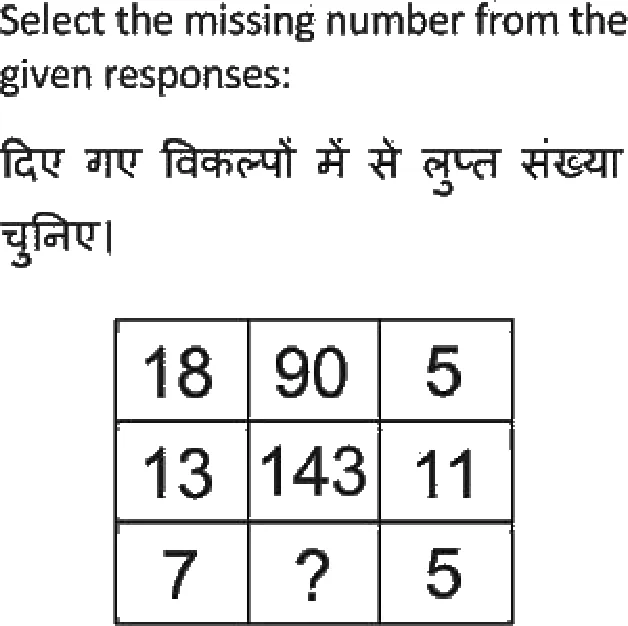 Select the missing number from the
given responses:
दिए गए विकल्पों में से लुप्त संख्या
चुनिए।
18 90 5
13 143 11
7 ? 5